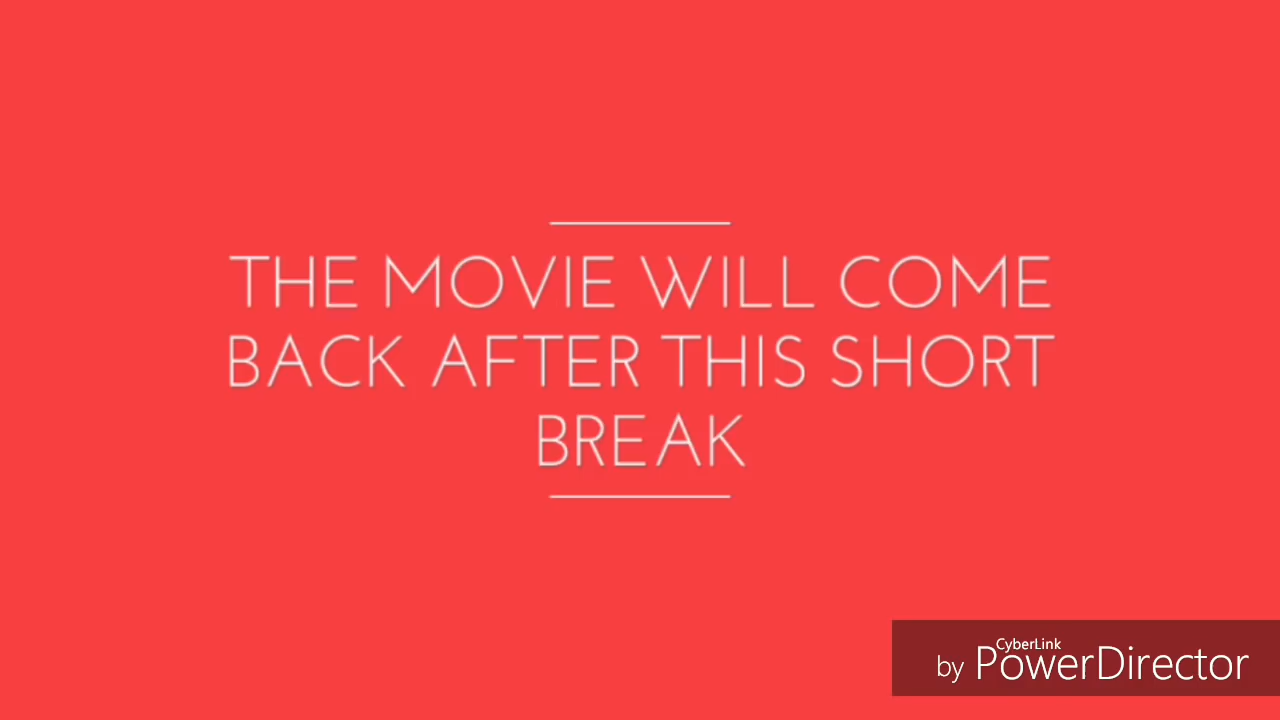 THE MOVIE WILL COME
BACK AFTER THIS SHORT
BREAK
CyberLink
by PowerDirector